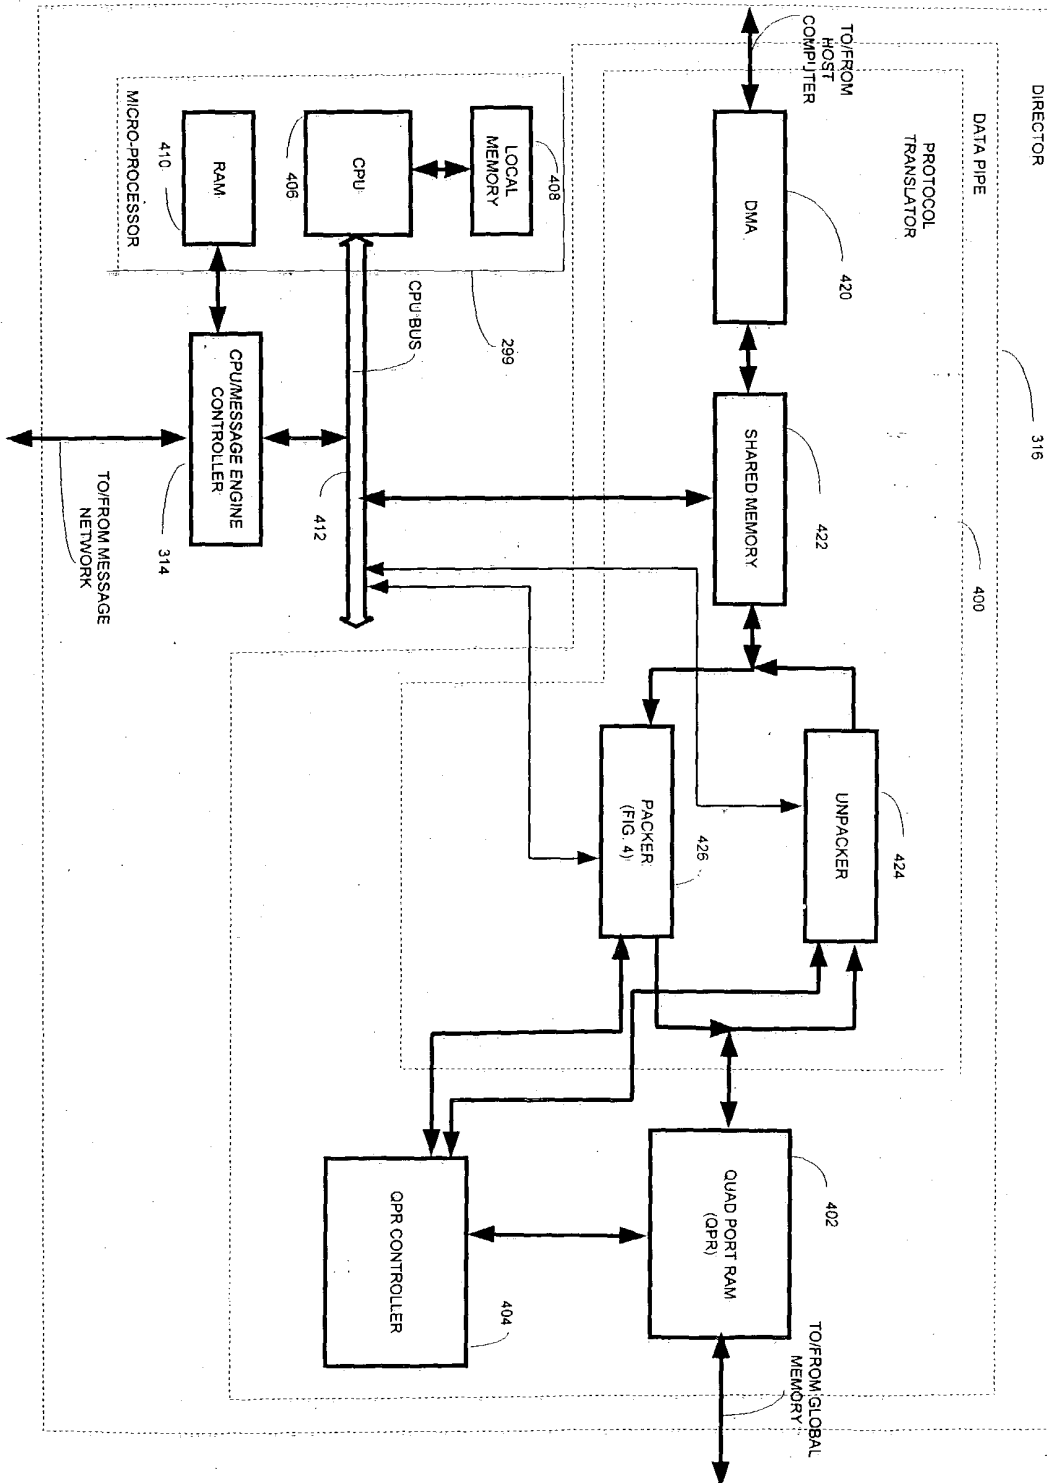 DIRECTOR
316
DATA PIPE
400
PROTOCOL
TRANSLATOR
TO/FROM
HOST
COMPUTER
DMA
420
SHARED MEMORY
422
UNPACKER
424
PACKER
(FIG. 4)
426
QUAD PORT RAM
(QPR)
402
TO/FROM GLOBAL
MEMORY
QPR CONTROLLER
404
LOCAL
MEMORY
408
CPU
406
RAM
410
MICRO-PROCESSOR
299
CPU BUS
412
CPU/MESSAGE ENGINE
CONTROLLER
314
TO/FROM MESSAGE
NETWORK